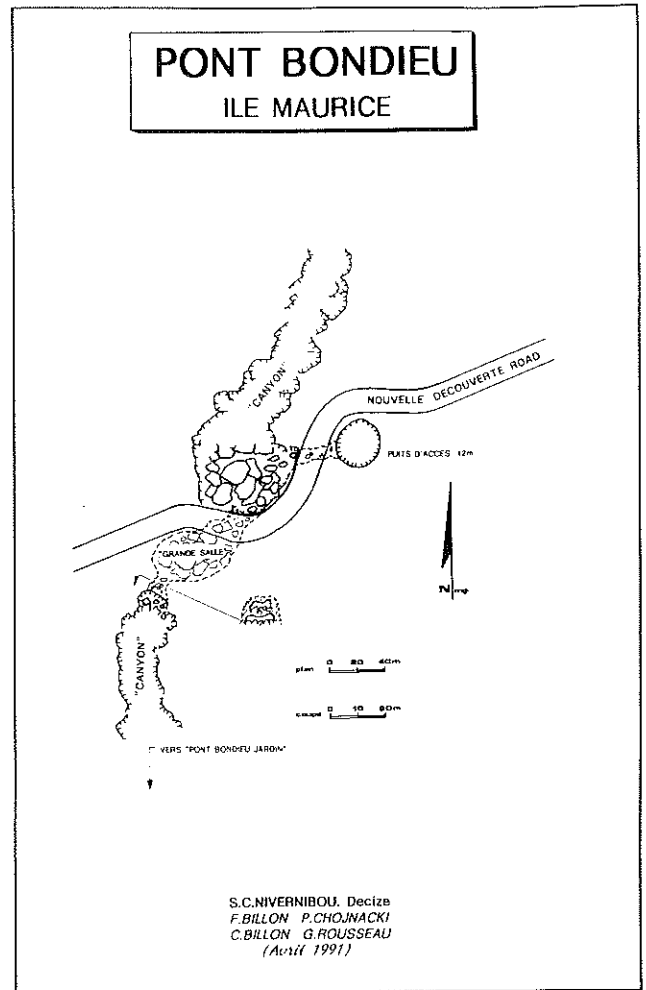 PONT BONDIEU
ILE MAURICE
"CANYON"
NOUVELLE DECOUVERTE ROAD
PUITS D'ACCES 12m
"GRANDE SALLE"
N mg
"CANYON"
plan 0 20 40m
coupe 0 10 20m
VERS "PONT BONDIEU JARDIN"
S.C.NIVERNIBOU. Decize
F.BILLON P.CHOJNACKI
C.BILLON G.ROUSSEAU
(Avril 1991)